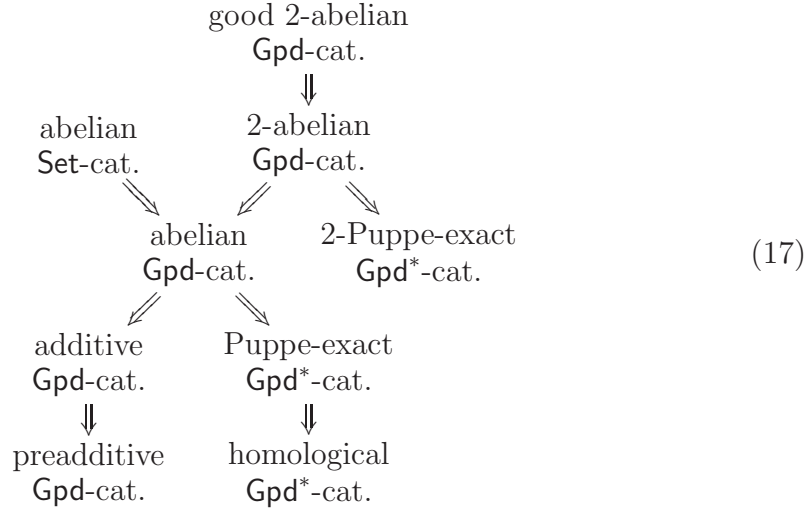 good 2-abelian
Gpd-cat.
abelian 2-abelian
Set-cat. Gpd-cat.
abelian 2-Puppe-exact
Gpd-cat. Gpd*-cat.
(17)
additive Puppe-exact
Gpd-cat. Gpd*-cat.
preadditive homological
Gpd-cat. Gpd*-cat.